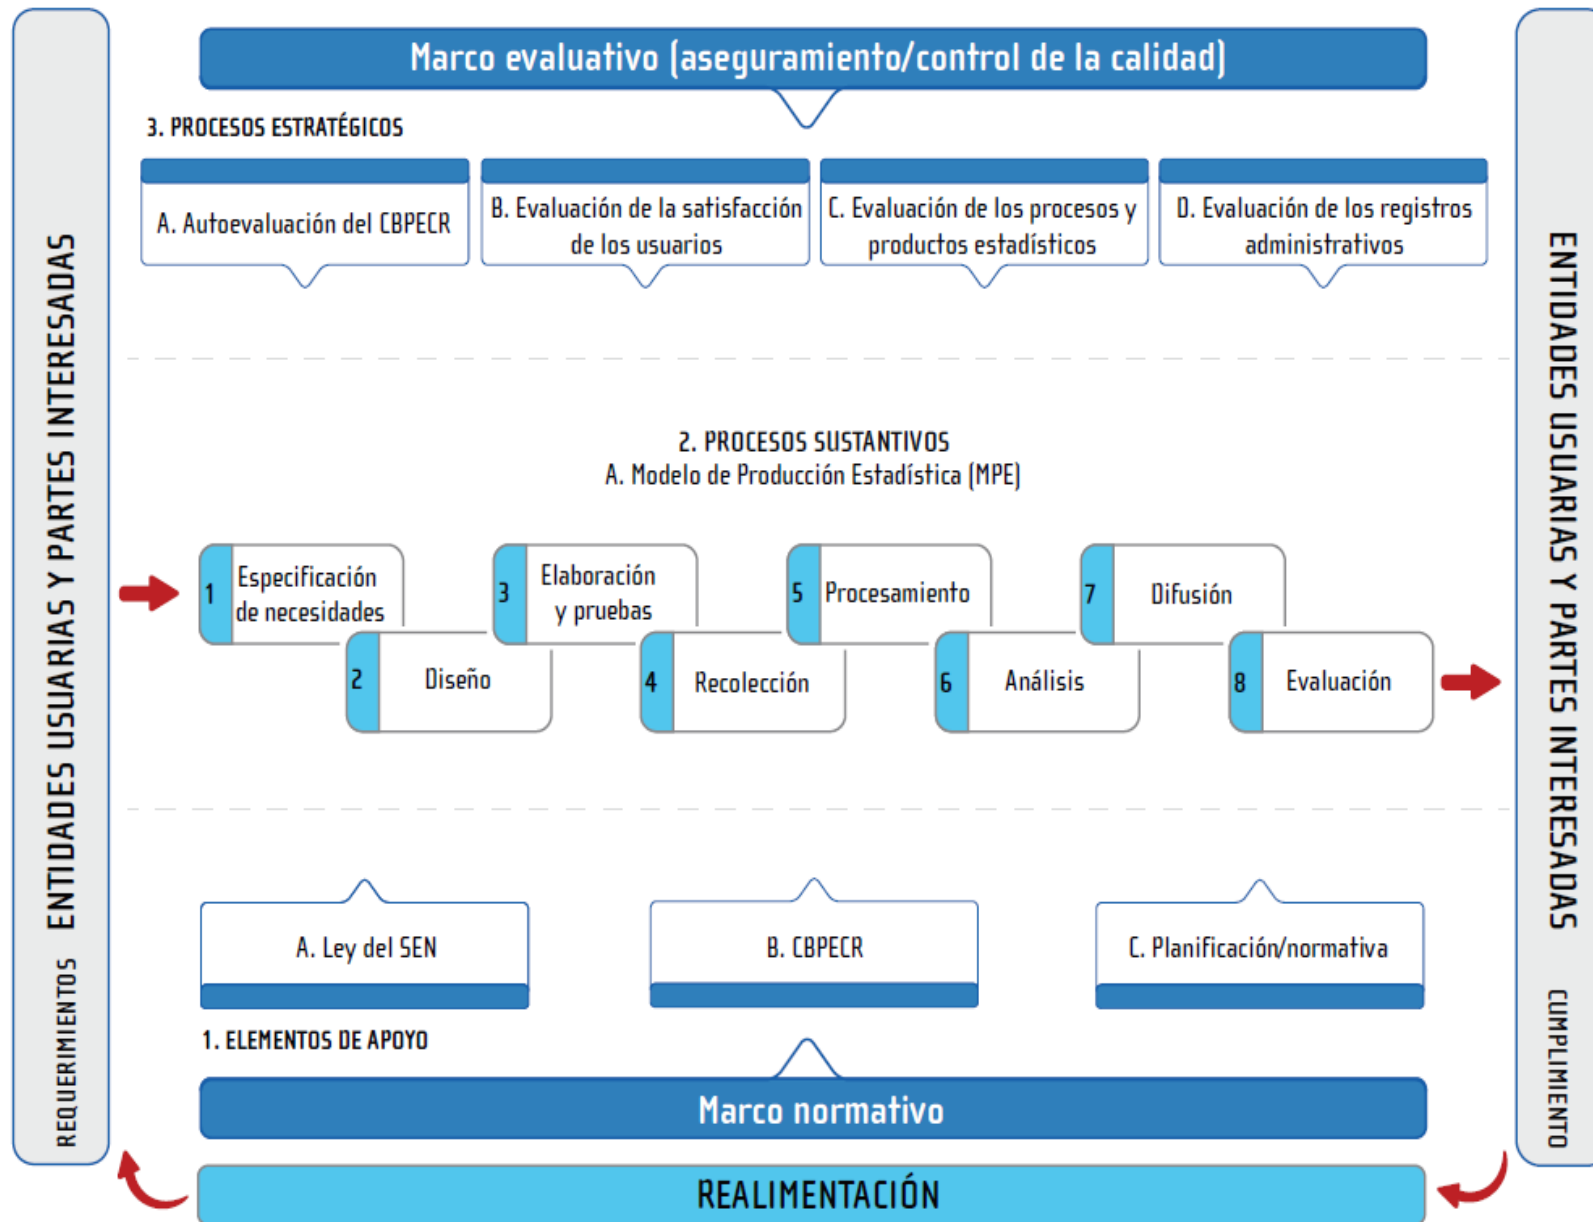 Marco evaluativo (aseguramiento/control de la calidad)
3. PROCESOS ESTRATÉGICOS
A. Autoevaluación del CBPECR
B. Evaluación de la satisfacción
de los usuarios
C. Evaluación de los procesos y
productos estadísticos
D. Evaluación de los registros
administrativos
REQUERIMIENTOS ENTIDADES USUARIAS Y PARTES INTERESADAS
2. PROCESOS SUSTANTIVOS
A. Modelo de Producción Estadística (MPE)
1 Especificación
de necesidades
2 Diseño
3 Elaboración
y pruebas
4 Recolección
5 Procesamiento
6 Análisis
7 Difusión
8 Evaluación
ENTIDADES USUARIAS Y PARTES INTERESADAS CUMPLIMIENTO
A. Ley del SEN
B. CBPECR
C. Planificación/normativa
1. ELEMENTOS DE APOYO
Marco normativo
REALIMENTACIÓN